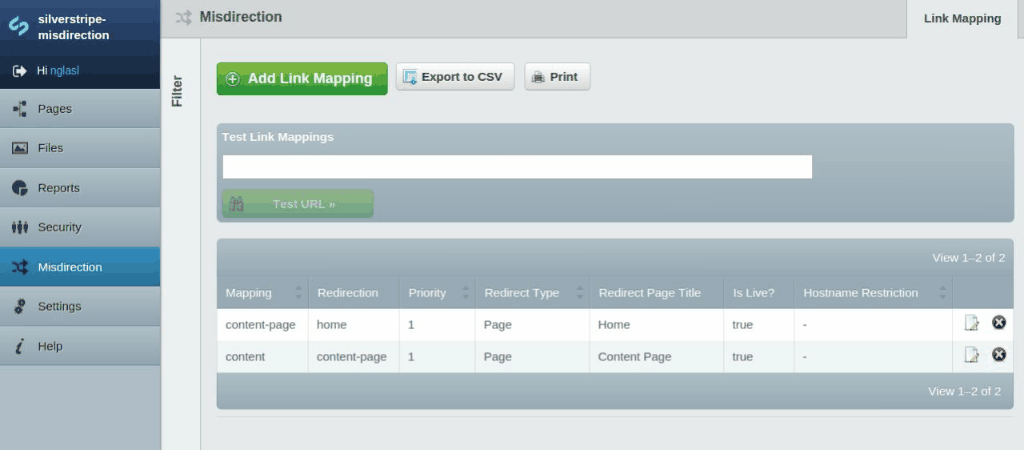 silverstripe-
misdirection
Hi nglasl
Pages
Files
Reports
Security
Misdirection
Settings
Help
Misdirection
Link Mapping
Filter
Add Link Mapping
Export to CSV
Print
Test Link Mappings
Test URL »
View 1–2 of 2
Mapping Redirection Priority Redirect Type Redirect Page Title Is Live? Hostname Restriction
content-page home 1 Page Home true -
content content-page 1 Page Content Page true -
View 1–2 of 2